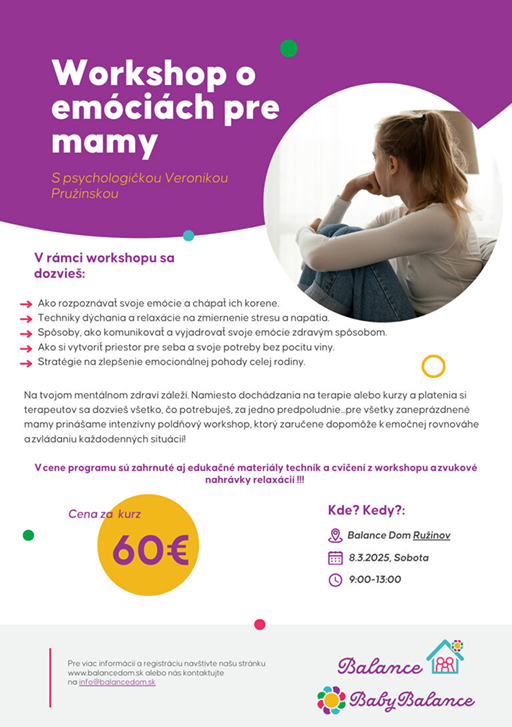 Workshop o
emóciách pre
mamy
S psychologičkou Veronikou
Pružinskou
V rámci workshopu sa
dozvieš:
Ako rozpoznávať svoje emócie a chápať ich korene.
Techniky dýchania a relaxácie na zmiernenie stresu a napätia.
Spôsoby, ako komunikovať a vyjadrovať svoje emócie zdravým spôsobom.
Ako si vytvoriť priestor pre seba a svoje potreby bez pocitu viny.
Stratégie na zlepšenie emocionálnej pohody celej rodiny.
Na tvojom mentálnom zdraví záleží. Namiesto dochádzania na terapie alebo kurzy a platenia si
terapeutov sa dozvieš všetko, čo potrebuješ, za jedno predpoludnie...pre všetky zaneprázdnené
mamy prinášame intenzívny poldňový workshop, ktorý zaručene dopomôže k emočnej rovnováhe
a zvládaniu každodenných situácií!
V cene programu sú zahrnuté aj edukačné materiály techník a cvičení z workshopu a zvukové
nahrávky relaxácií !!!
Cena za kurz
60€
Kde? Kedy?:
Balance Dom Ružinov
8.3.2025, Sobota
9:00-13:00
Pre viac informácií a registráciu navštívte našu stránku
www.balancedom.sk alebo nás kontaktujte
na info@balancedom.sk
Balance
BabyBalance